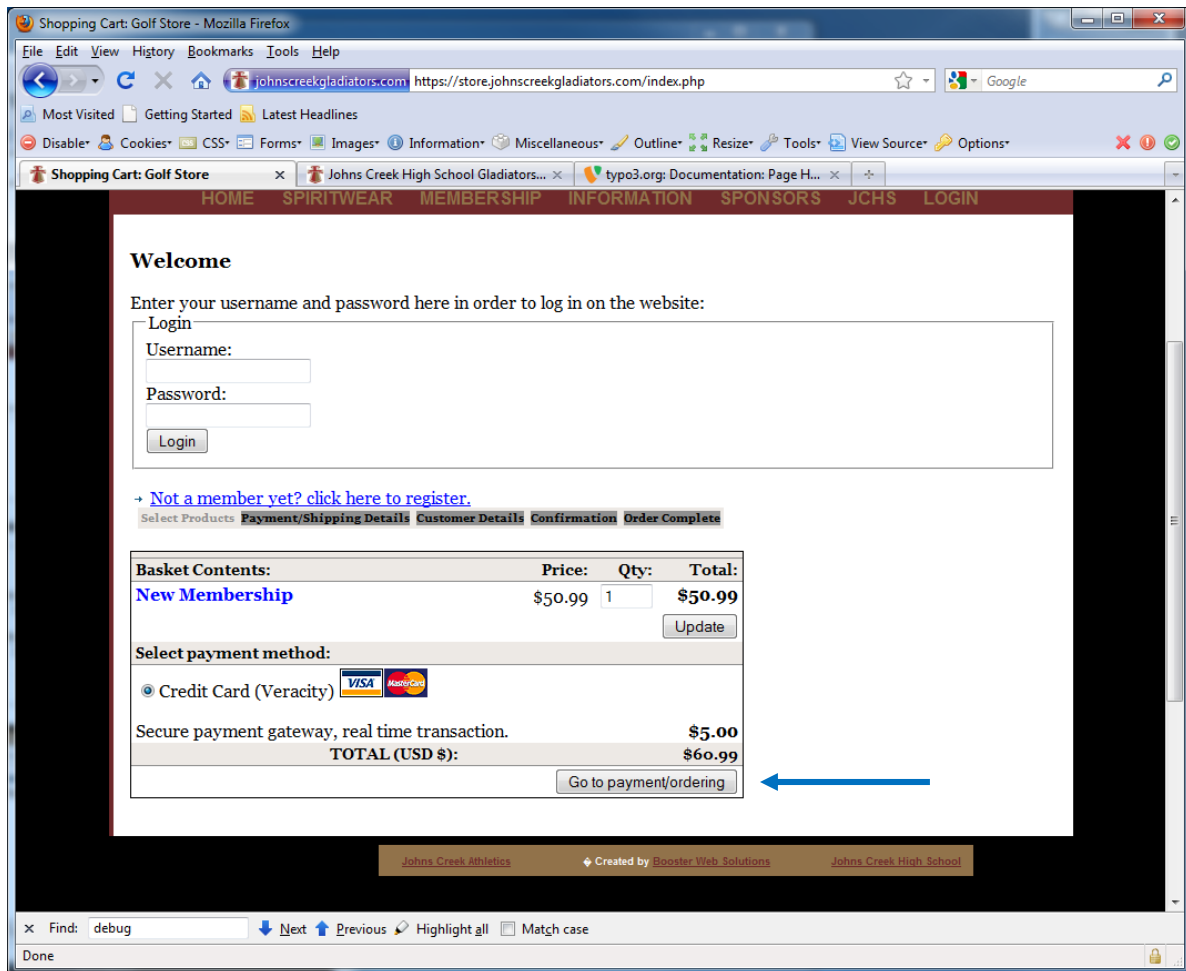 Shopping Cart: Golf Store - Mozilla Firefox
File Edit View History Bookmarks Tools Help
johnscreekgladiators.com https://store.johnscreekgladiators.com/index.php Google
Most Visited Getting Started Latest Headlines
Disable Cookies CSS Forms Images Information Miscellaneous Outline Resize Tools View Source Options
Shopping Cart: Golf Store Johns Creek High School Gladiators... typo3.org: Documentation: Page H...
HOME SPIRITWEAR MEMBERSHIP INFORMATION SPONSORS JCHS LOGIN
Welcome
Enter your username and password here in order to log in on the website:
Login
Username:
Password:
Login
Not a member yet? click here to register.
Select Products Payment/Shipping Details Customer Details Confirmation Order Complete
Basket Contents: Price: Qty: Total:
New Membership $50.99 1 $50.99
Update
Select payment method:
Credit Card (Veracity) VISA MasterCard
Secure payment gateway, real time transaction. $5.00
TOTAL (USD $): $60.99
Go to payment/ordering
Johns Creek Athletics � Created by Booster Web Solutions Johns Creek High School
Find: debug Next Previous Highlight all Match case
Done